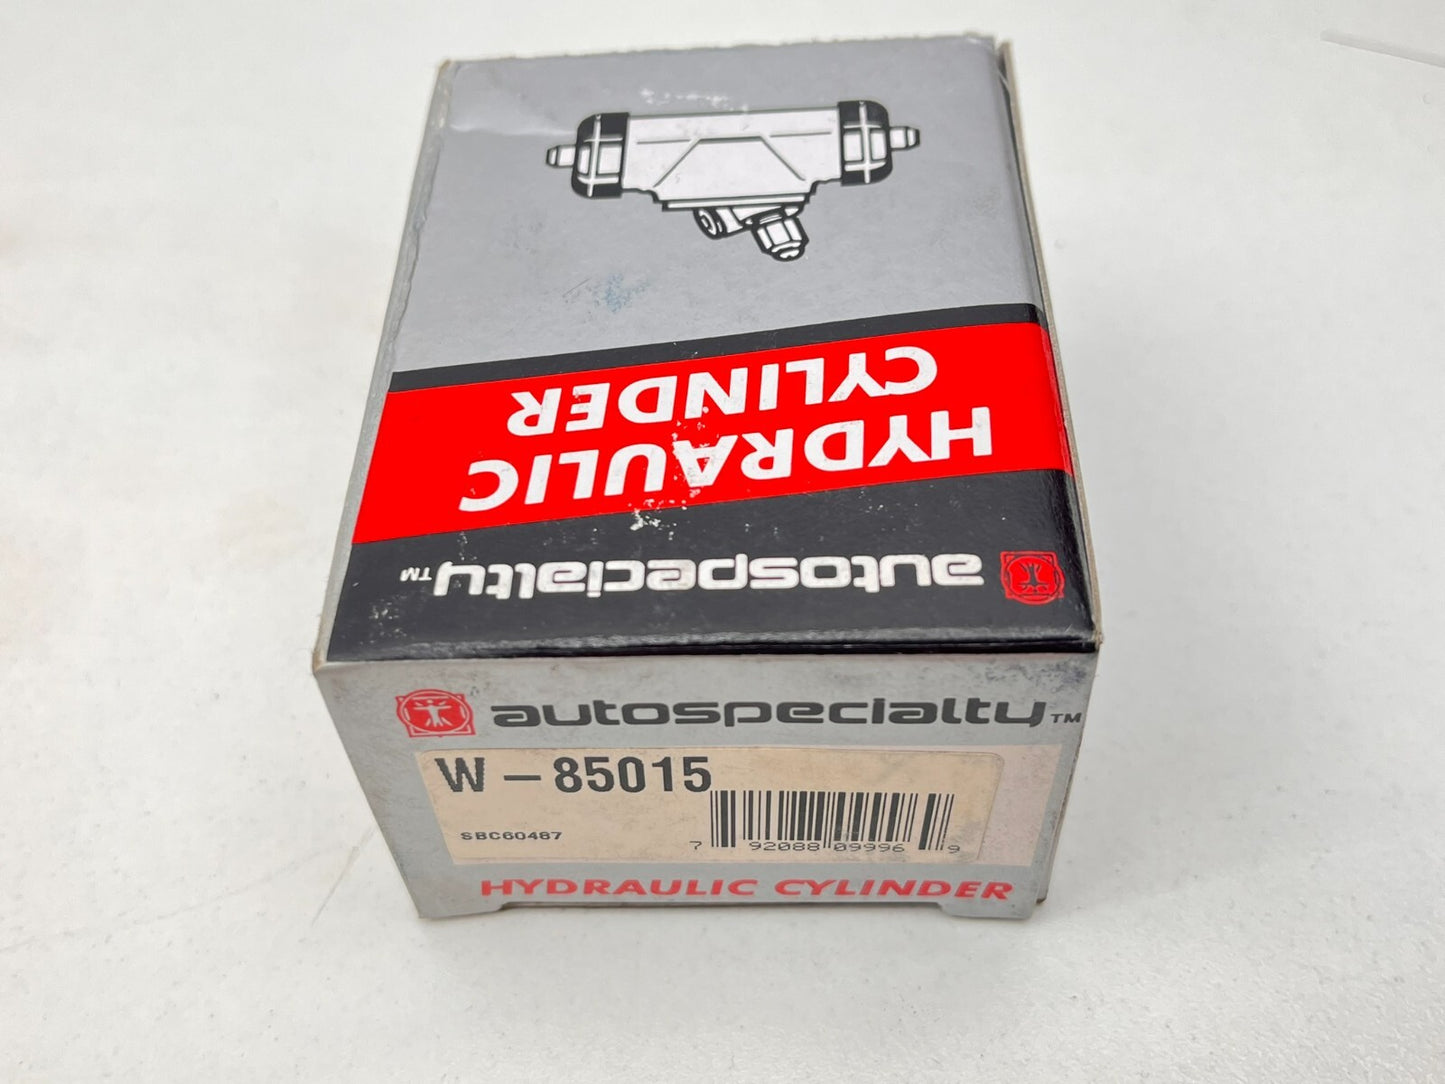 autospecialty™
HYDRAULIC
CYLINDER
autospecialty™
W-85015
SBC60487
7 92088 09996 9
HYDRAULIC CYLINDER